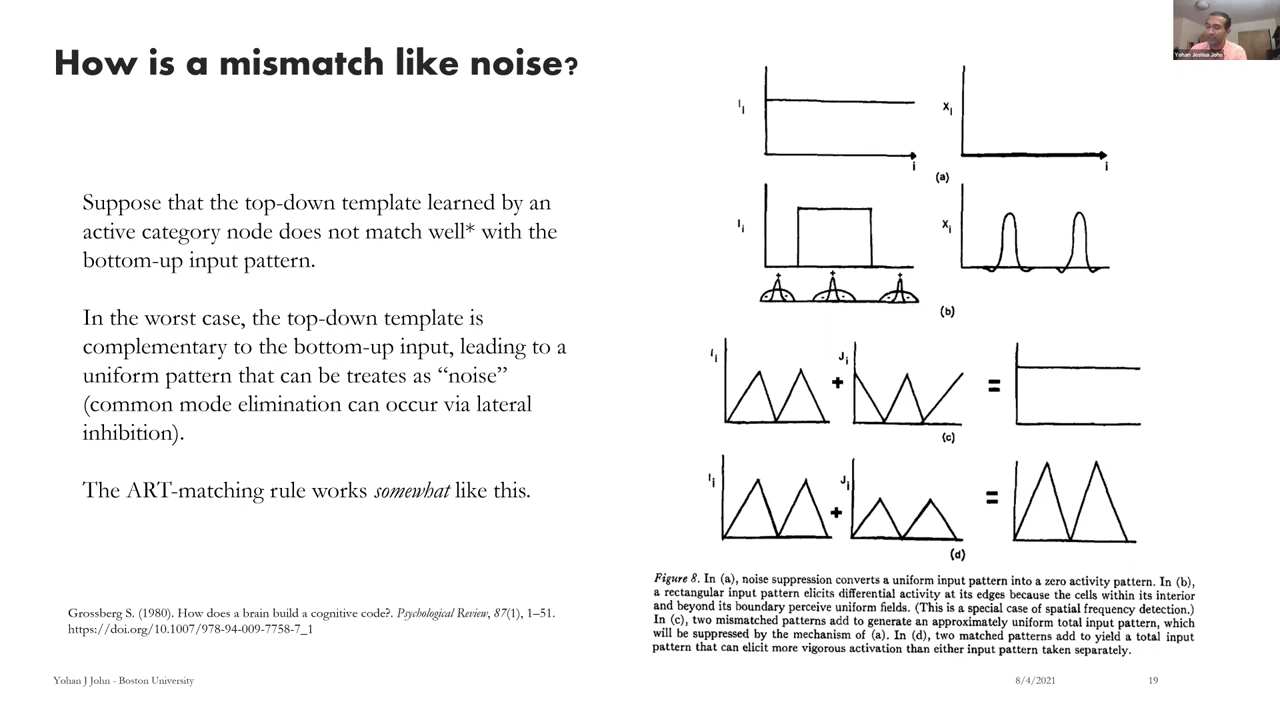 How is a mismatch like noise?
Yohan Joshua John
Suppose that the top-down template learned by an
active category node does not match well* with the
bottom-up input pattern.
In the worst case, the top-down template is
complementary to the bottom-up input, leading to a
uniform pattern that can be treates as “noise”
(common mode elimination can occur via lateral
inhibition).
The ART-matching rule works somewhat like this.
Grossberg S. (1980). How does a brain build a cognitive code?. Psychological Review, 87(1), 1–51.
https://doi.org/10.1007/978-94-009-7758-7_1
Ii
Xi
i
i
(a)
Ii
Xi
+
+
+
- -
- -
- -
(b)
Ii
+
Ji
=
(c)
Ii
+
Ji
=
(d)
Figure 8. In (a), noise suppression converts a uniform input pattern into a zero activity pattern. In (b),
a rectangular input pattern elicits differential activity at its edges because the cells within its interior
and beyond its boundary perceive uniform fields. (This is a special case of spatial frequency detection.)
In (c), two mismatched patterns add to generate an approximately uniform total input pattern, which
will be suppressed by the mechanism of (a). In (d), two matched patterns add to yield a total input
pattern that can elicit more vigorous activation than either input pattern taken separately.
Yohan J John - Boston University
8/4/2021
19